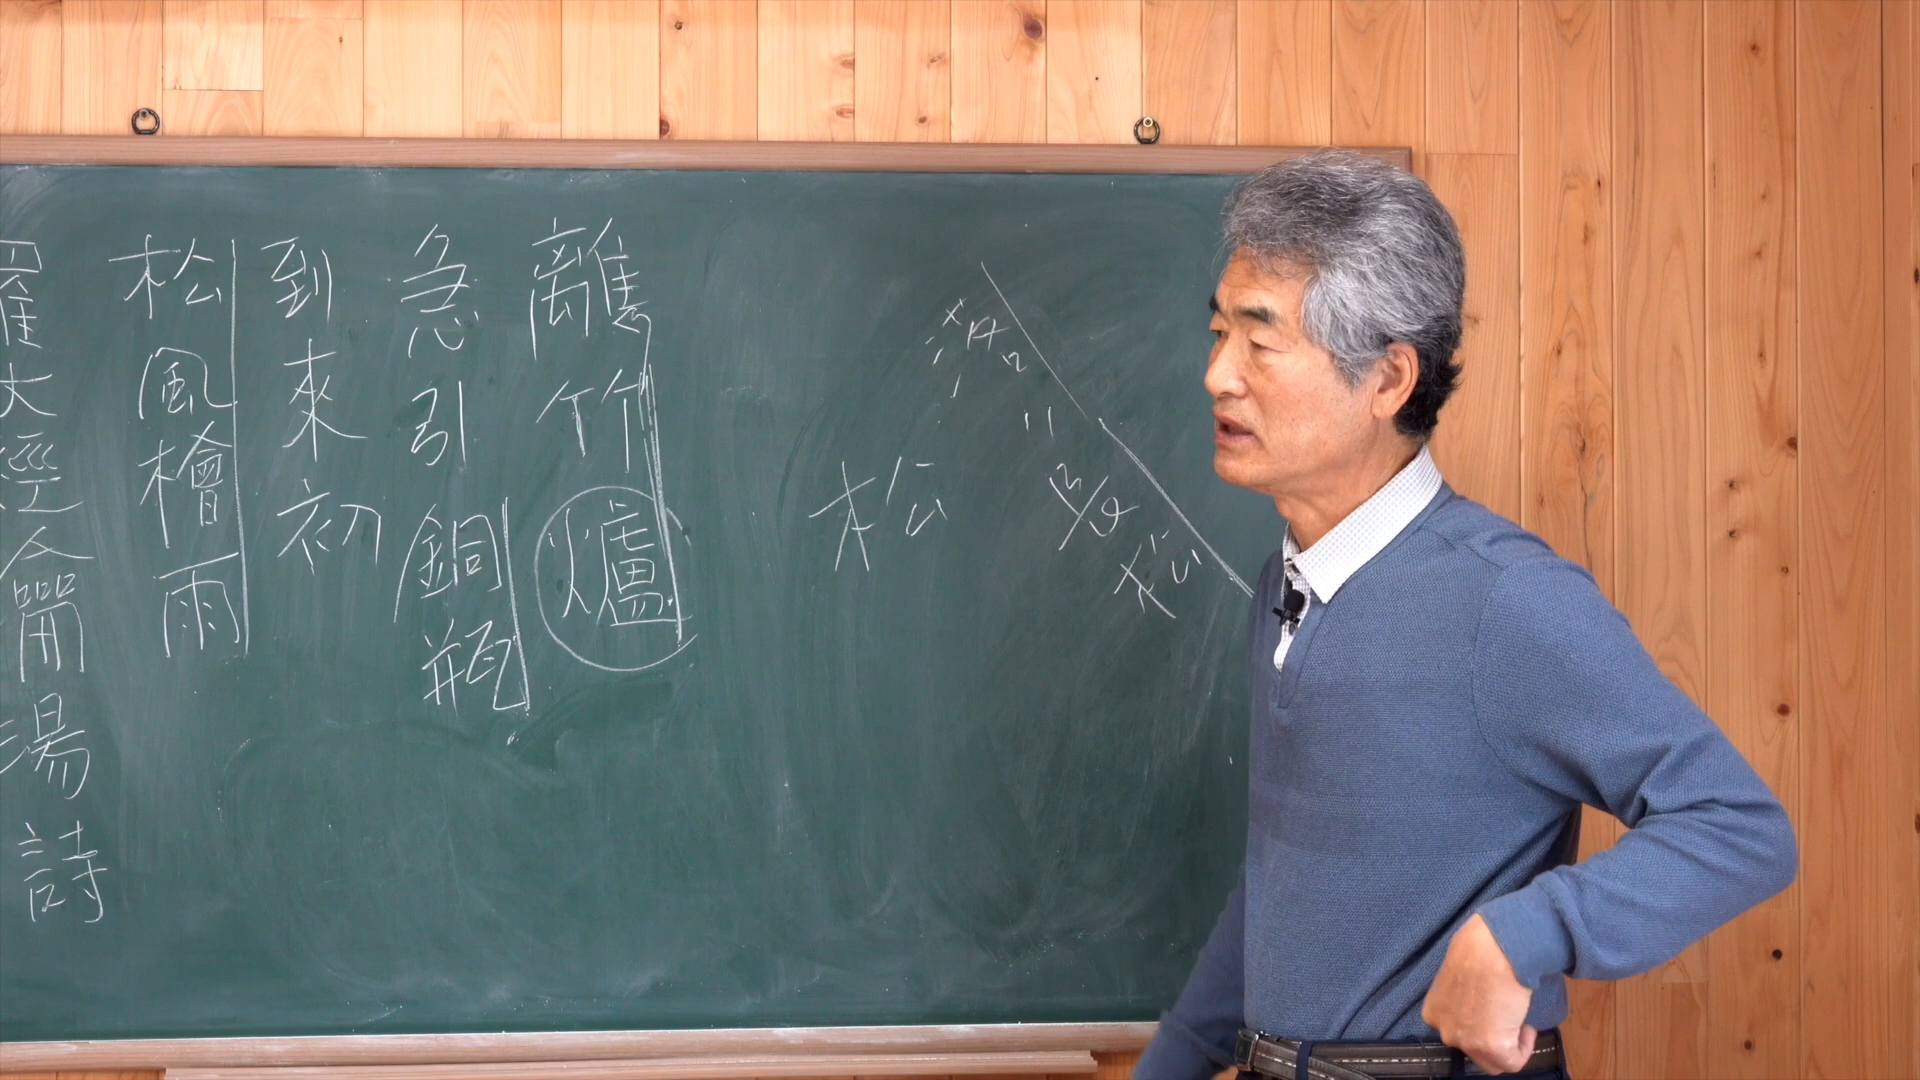 羅大經龠湯詩
松風檜雨
到來初
急引銅瓶
離竹爐
松